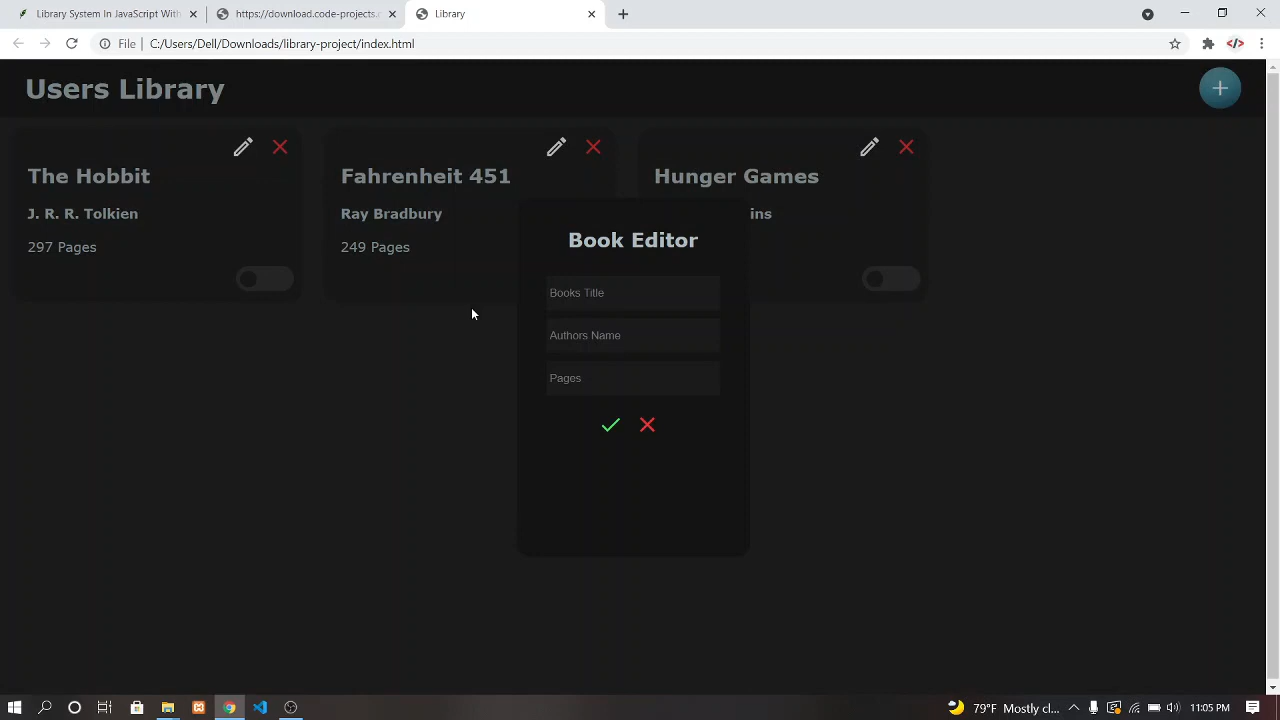 Library System In JavaScript With
https://download.code-projects.
Library
File
C:/Users/Dell/Downloads/library-project/index.html
Users Library
The Hobbit
J. R. R. Tolkien
297 Pages
Fahrenheit 451
Ray Bradbury
249 Pages
Hunger Games
ins
Book Editor
Books Title
Authors Name
Pages
79°F Mostly cl...
11:05 PM